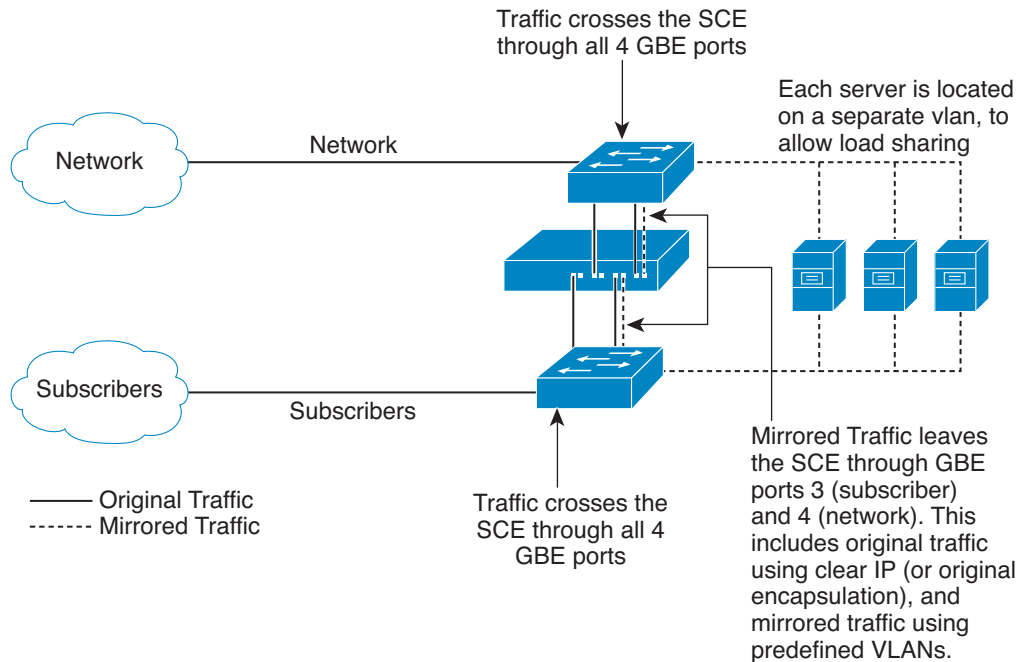 Traffic crosses the SCE
through all 4 GBE ports
Each server is located
on a separate vlan, to
allow load sharing
Network
Network
Subscribers
Subscribers
Original Traffic
Mirrored Traffic
Traffic crosses the
SCE through all 4
GBE ports
Mirrored Traffic leaves
the SCE through GBE
ports 3 (subscriber)
and 4 (network). This
includes original traffic
using clear IP (or original
encapsulation), and
mirrored traffic using
predefined VLANs.